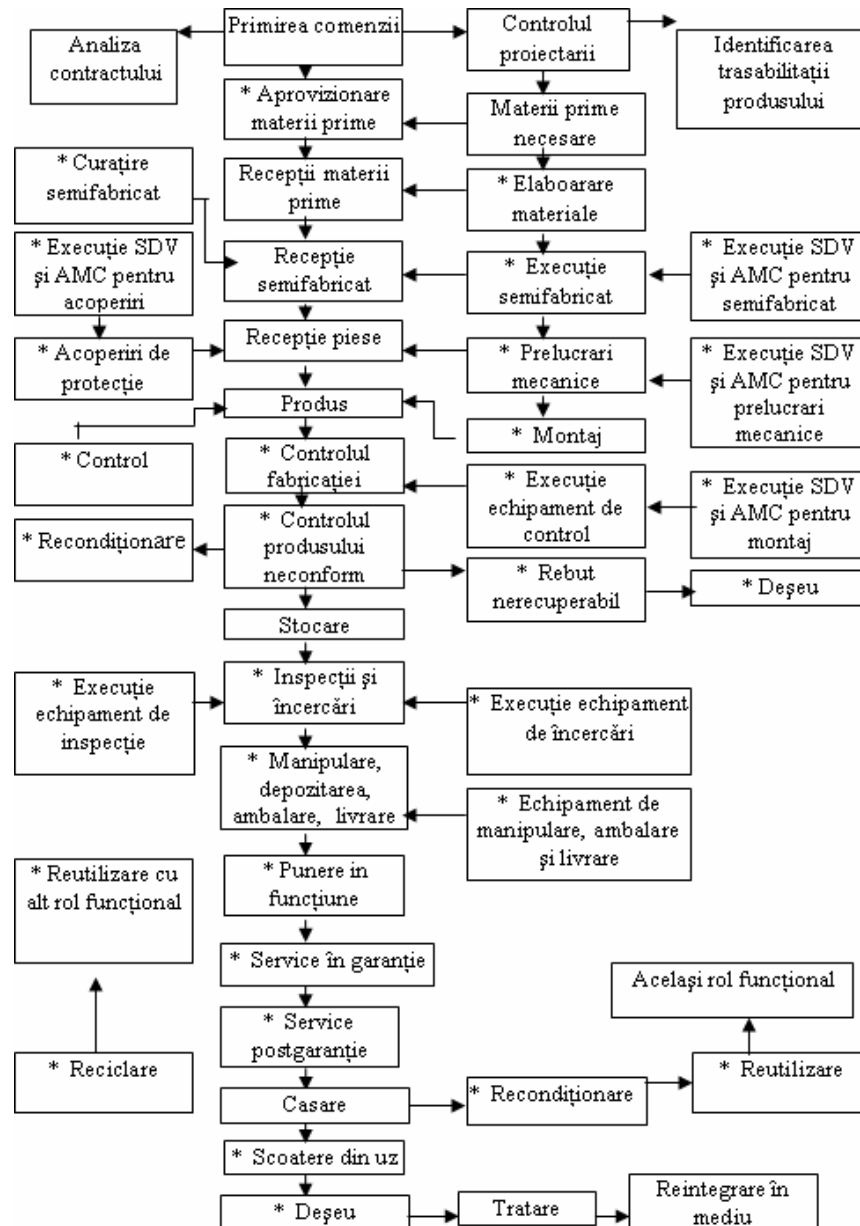 Analiza
contractului
Primirea comenzii
Controlul
proiectarii
Identificarea
trasabilitații
produsului
* Aprovizionare
materii prime
Materii prime
necesare
* Curațire
semifabricat
Recepții materii
prime
* Elaboarare
materiale
* Execuție SDV
și AMC pentru
acoperiri
Recepție
semifabricat
* Execuție
semifabricat
* Execuție SDV
și AMC pentru
semifabricat
* Acoperiri de
protecție
Recepție piese
* Prelucrari
mecanice
* Execuție SDV
și AMC pentru
prelucrari
mecanice
Produs
* Montaj
* Control
* Controlul
fabricației
* Execuție
echipament de
control
* Execuție SDV
și AMC pentru
montaj
* Recondiționare
* Controlul
produsului
neconform
* Rebut
nerecuperabil
* Deșeu
Stocare
* Execuție
echipament de
inspecție
* Inspecții și
încercări
* Execuție echipament
de încercări
* Manipulare,
depozitarea,
ambalare, livrare
* Echipament de
manipulare, ambalare
și livrare
* Reutilizare cu
alt rol funcțional
* Punere in
funcțiune
* Service în garanție
Același rol funcțional
* Service
postgaranție
* Reciclare
Casare
* Recondiționare
* Reutilizare
* Scoatere din uz
* Deșeu
Tratare
Reintegrare în
mediu